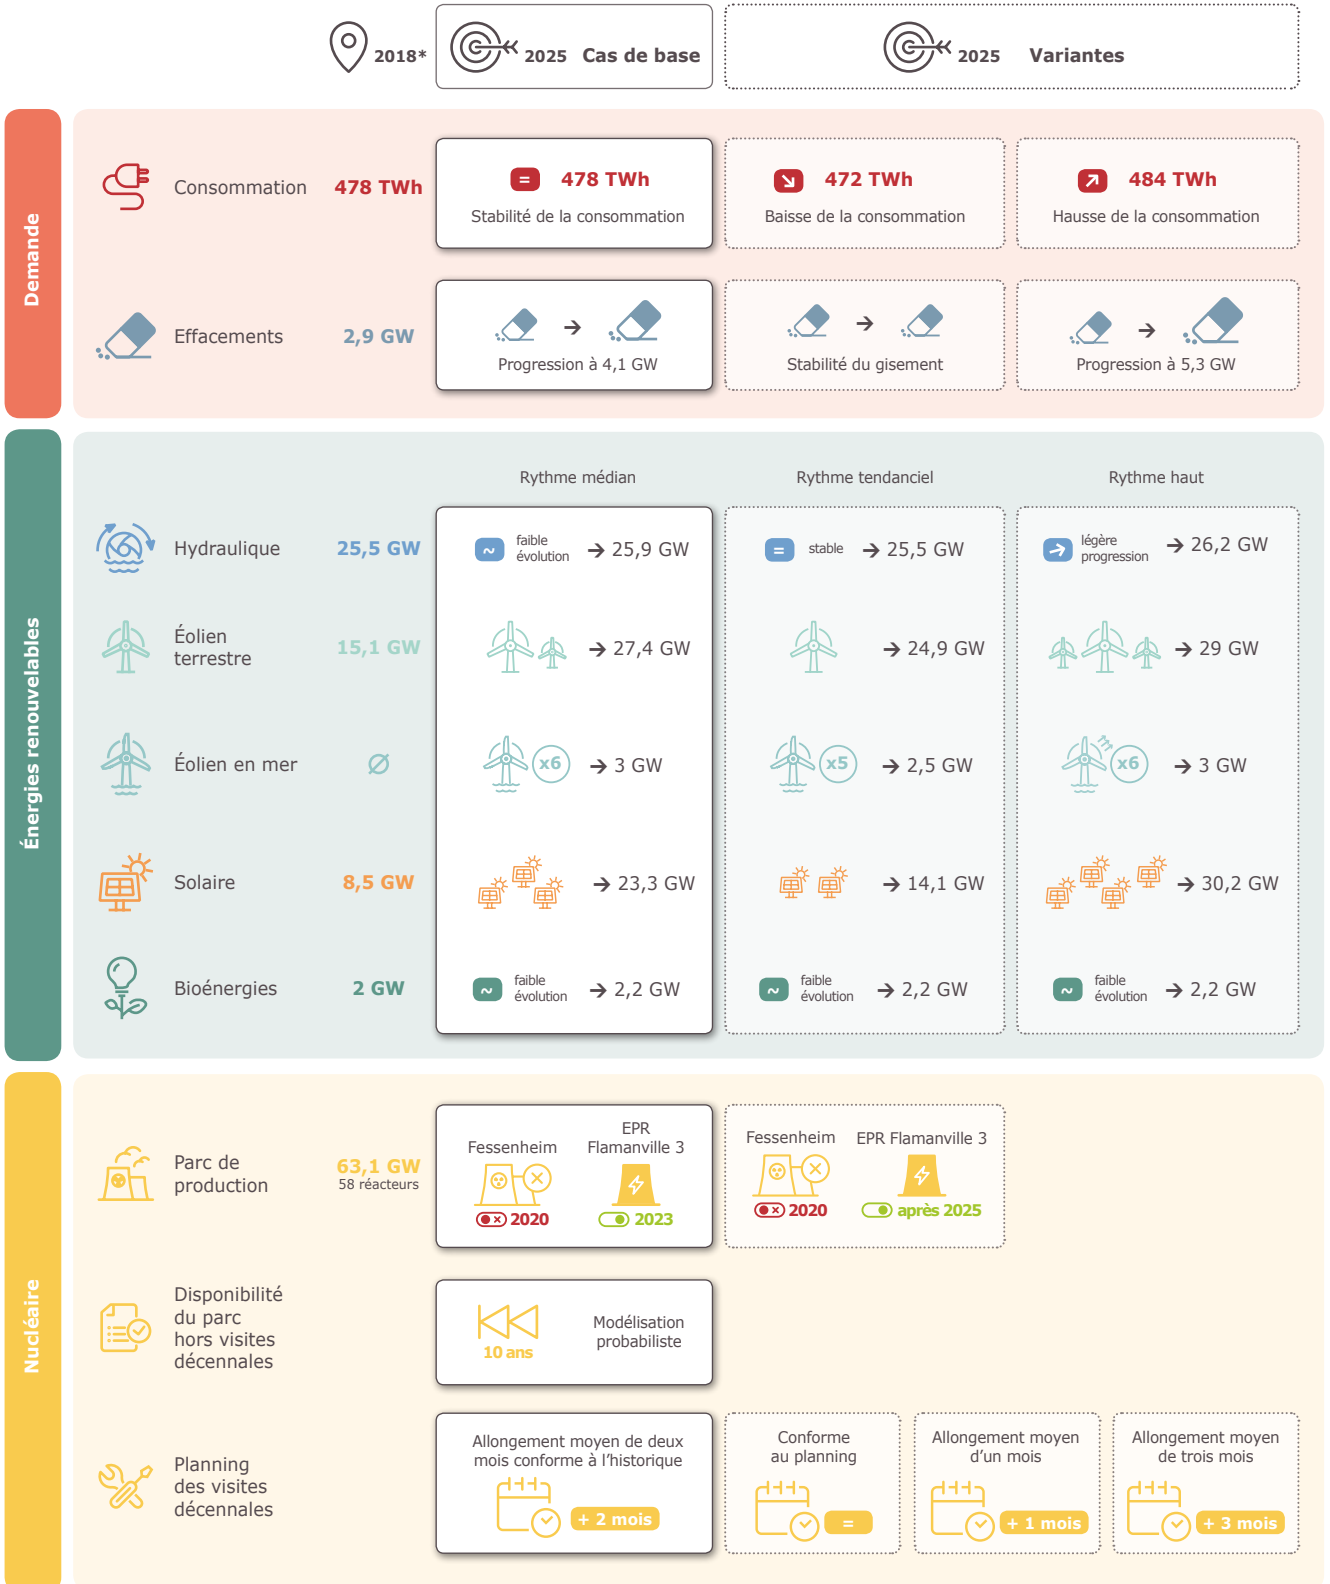 2018*
2025 Cas de base
2025 Variantes
Demande
Consommation
478 TWh
= 478 TWh
Stabilité de la consommation
472 TWh
Baisse de la consommation
484 TWh
Hausse de la consommation
Effacements
2,9 GW
Progression à 4,1 GW
Stabilité du gisement
Progression à 5,3 GW
Énergies renouvelables
Rythme médian
Rythme tendanciel
Rythme haut
Hydraulique
25,5 GW
~ faible
évolution
→ 25,9 GW
= stable → 25,5 GW
légère
progression
→ 26,2 GW
Éolien
terrestre
15,1 GW
→ 27,4 GW
→ 24,9 GW
→ 29 GW
Éolien en mer
Ø
x6 → 3 GW
x5 → 2,5 GW
x6 → 3 GW
Solaire
8,5 GW
→ 23,3 GW
→ 14,1 GW
→ 30,2 GW
Bioénergies
2 GW
~ faible
évolution
→ 2,2 GW
~ faible
évolution
→ 2,2 GW
~ faible
évolution
→ 2,2 GW
Nucléaire
Parc de
production
63,1 GW
58 réacteurs
Fessenheim
2020
EPR
Flamanville 3
2023
Fessenheim
2020
EPR Flamanville 3
après 2025
Disponibilité
du parc
hors visites
décennales
10 ans
Modélisation
probabiliste
Planning
des visites
décennales
Allongement moyen de deux
mois conforme à l'historique
+ 2 mois
Conforme
au planning
=
Allongement moyen
d'un mois
+ 1 mois
Allongement moyen
de trois mois
+ 3 mois